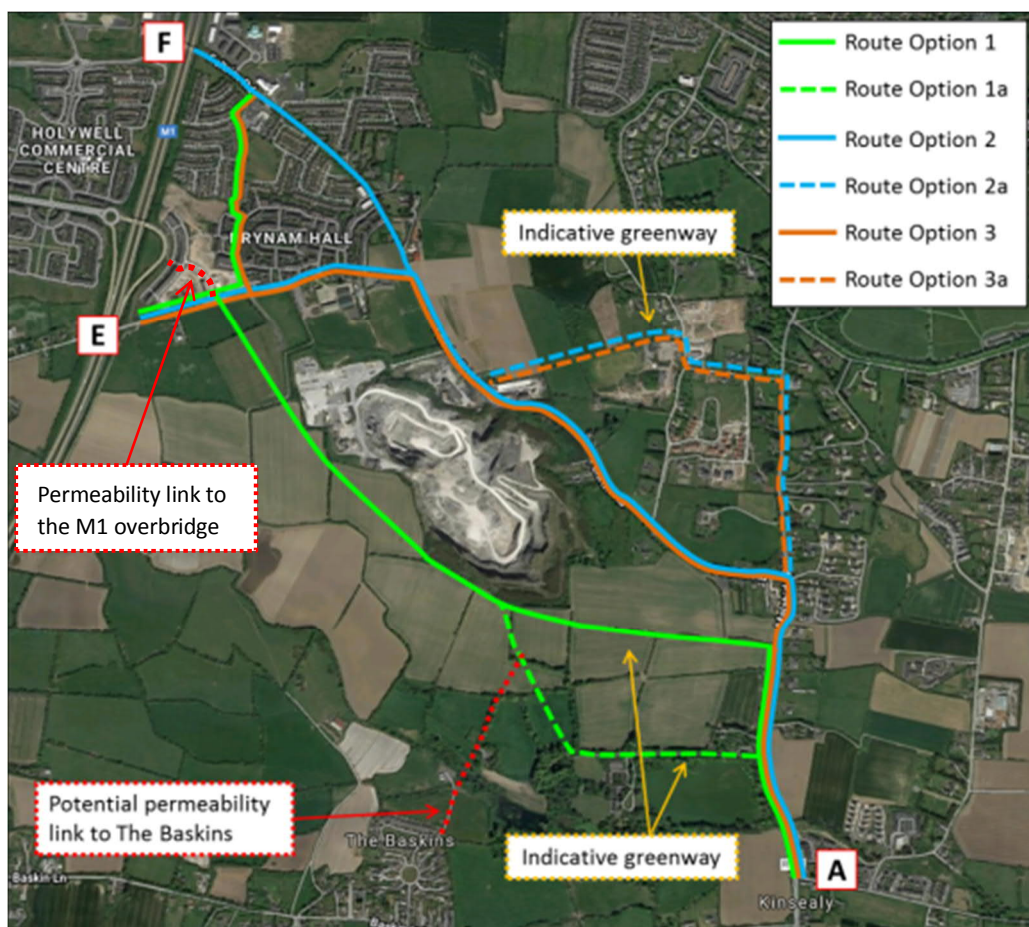 F
Route Option 1
Route Option 1a
Route Option 2
Route Option 2a
Route Option 3
Route Option 3a
M1
HOLYWELL
COMMERCIAL
CENTRE
Indicative greenway
RYNAM HALL
E
Permeability link to
the M1 overbridge
Potential permeability
link to The Baskins
The Baskins
Indicative greenway
A
Baskin Ln
Kinsealy